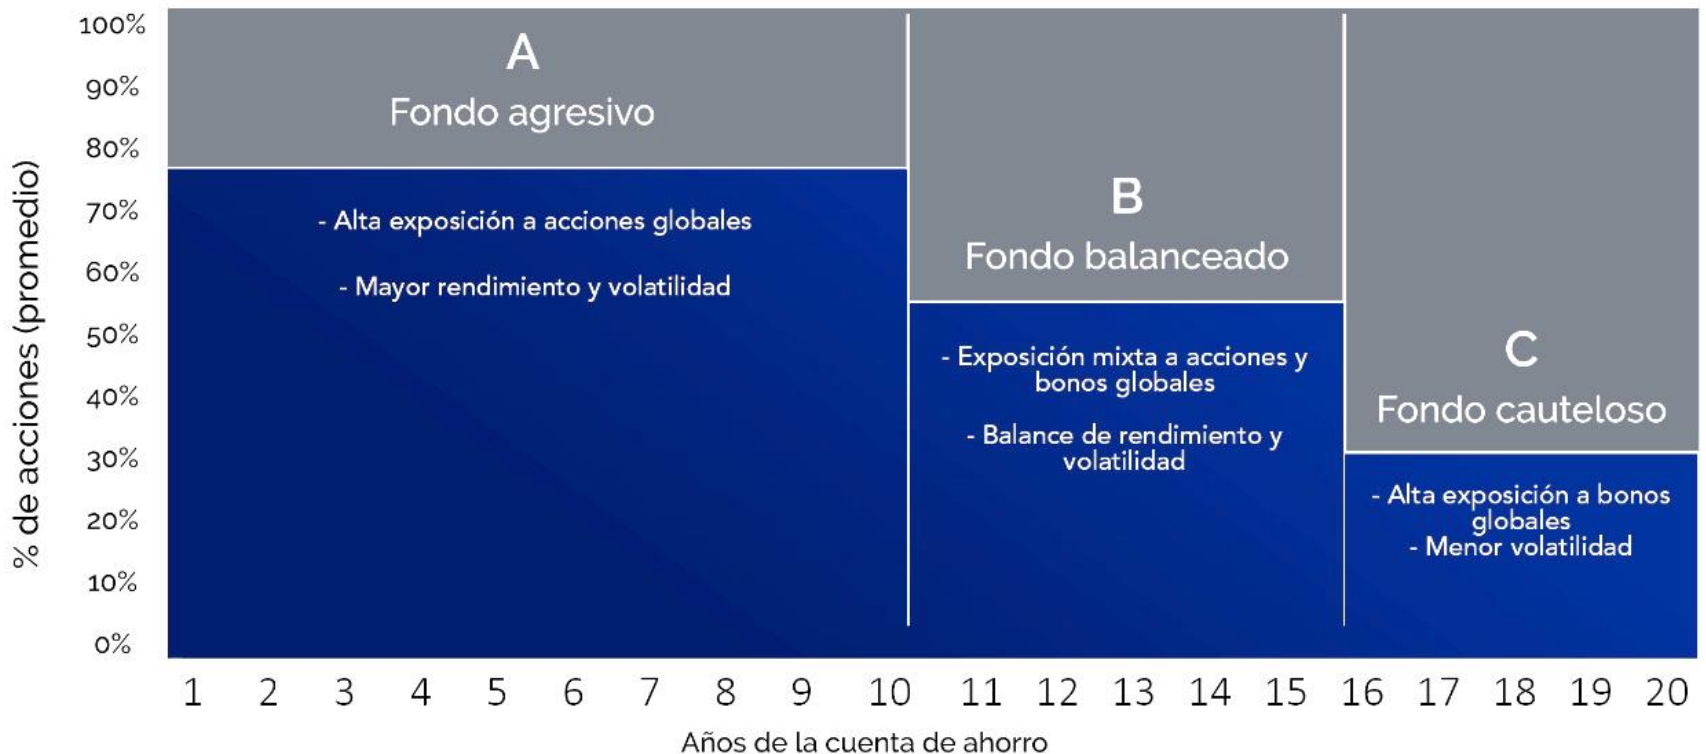 100%
90%
80%
70%
60%
50%
40%
30%
20%
10%
0%
% de acciones (promedio)
A
Fondo agresivo
- Alta exposición a acciones globales
- Mayor rendimiento y volatilidad
B
Fondo balanceado
- Exposición mixta a acciones y
bonos globales
- Balance de rendimiento y
volatilidad
C
Fondo cauteloso
- Alta exposición a bonos
globales
- Menor volatilidad
1 2 3 4 5 6 7 8 9 10 11 12 13 14 15 16 17 18 19 20
Años de la cuenta de ahorro